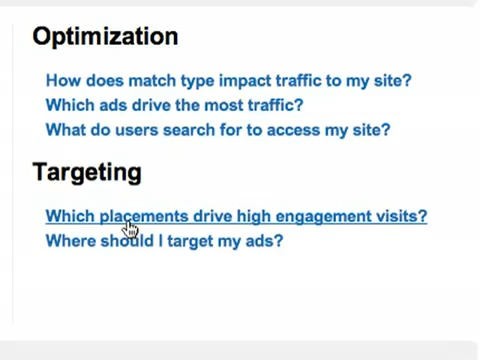 Optimization
How does match type impact traffic to my site?
Which ads drive the most traffic?
What do users search for to access my site?
Targeting
Which placements drive high engagement visits?
Where should I target my ads?